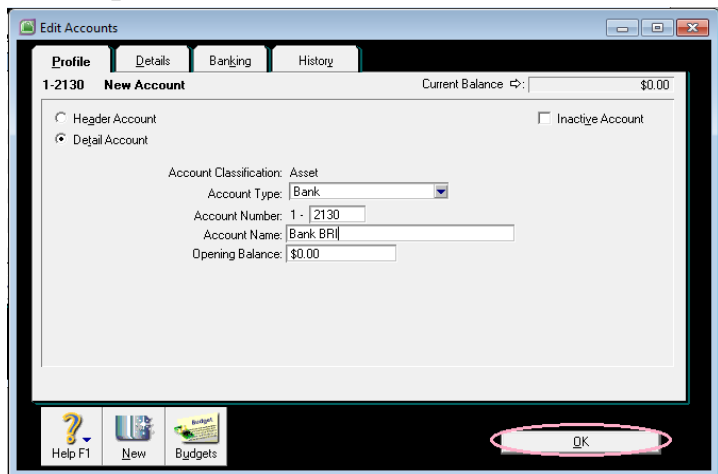 Edit Accounts
Profile Details Banking History
1-2130 New Account Current Balance ⇨: $0.00
Header Account Inactive Account
Detail Account
Account Classification: Asset
Account Type: Bank
Account Number: 1 - 2130
Account Name: Bank BRI
Opening Balance: $0.00
Budget
Help F1 New Budgets OK